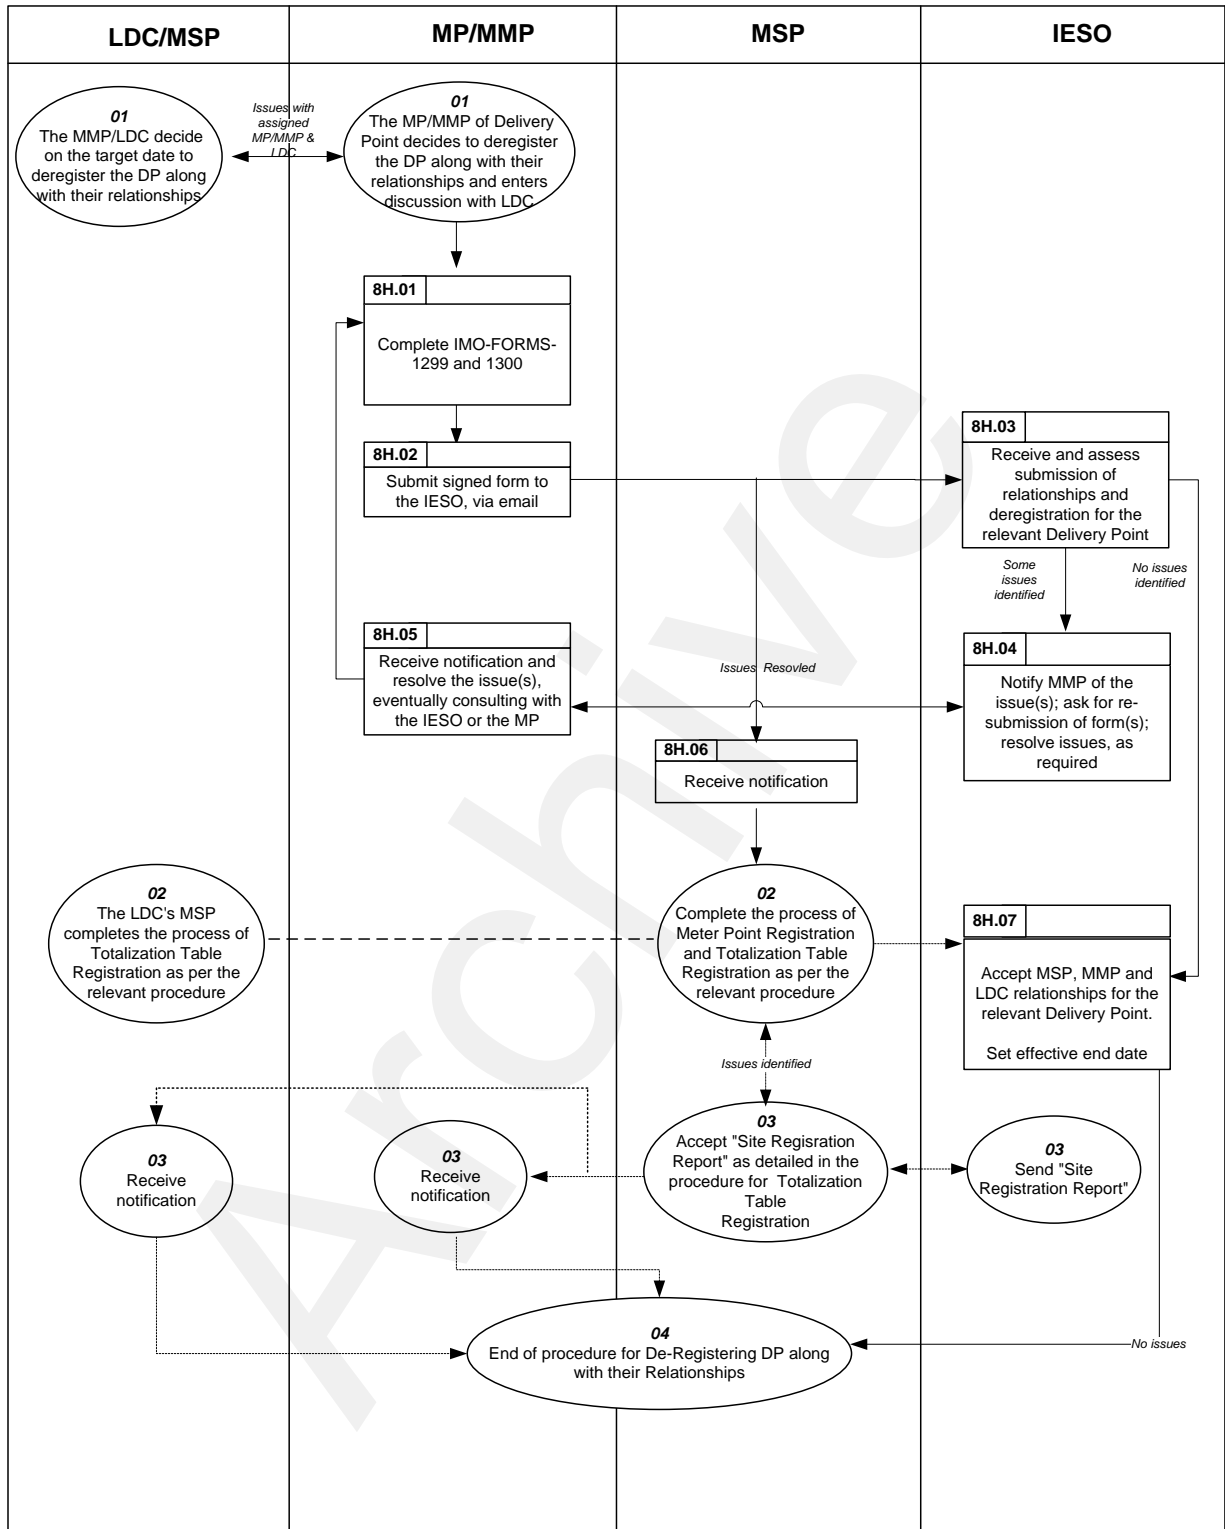 LDC/MSP
MP/MMP
MSP
IESO
01
The MMP/LDC decide
on the target date to
deregister the DP along
with their relationships
Issues with
assigned
MP/MMP &
LDC
01
The MP/MMP of Delivery
Point decides to deregister
the DP along with their
relationships and enters
discussion with LDC
8H.01
Complete IMO-FORMS-
1299 and 1300
8H.02
Submit signed form to
the IESO, via email
8H.03
Receive and assess
submission of
relationships and
deregistration for the
relevant Delivery Point
Some
issues
identified
No issues
identified
8H.05
Receive notification and
resolve the issue(s),
eventually consulting with
the IESO or the MP
Issues Resovled
8H.04
Notify MMP of the
issue(s); ask for re-
submission of form(s);
resolve issues, as
required
8H.06
Receive notification
02
The LDC's MSP
completes the process of
Totalization Table
Registration as per the
relevant procedure
02
Complete the process of
Meter Point Registration
and Totalization Table
Registration as per the
relevant procedure
8H.07
Accept MSP, MMP and
LDC relationships for the
relevant Delivery Point.
Set effective end date
Issues identified
03
Receive
notification
03
Receive
notification
03
Accept "Site Regisration
Report" as detailed in the
procedure for Totalization
Table
Registration
03
Send "Site
Registration Report"
04
End of procedure for De-Registering DP along
with their Relationships
No issues
Archive